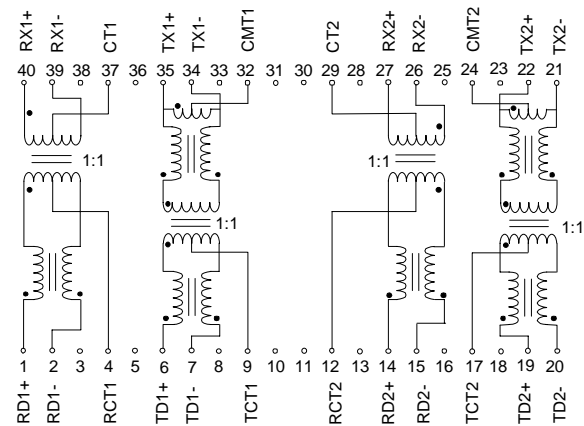 RX1+ RX1- CT1 TX1+ TX1- CMT1 CT2 RX2+ RX2- CMT2 TX2+ TX2-
40 39 38 37 36 35 34 33 32 31 30 29 28 27 26 25 24 23 22 21
1:1 1:1
1:1 1:1
1 2 3 4 5 6 7 8 9 10 11 12 13 14 15 16 17 18 19 20
RD1+ RD1- RCT1 TD1+ TD1- TCT1 RCT2 RD2+ RD2- TCT2 TD2+ TD2-